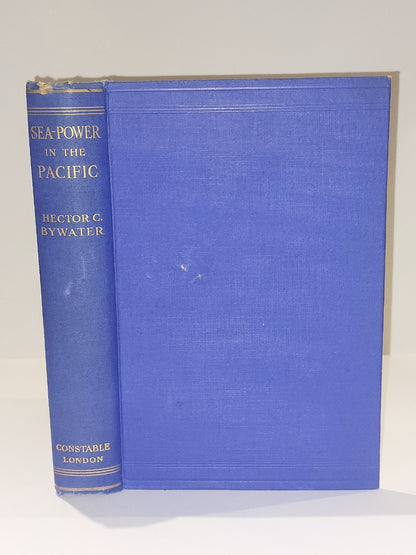 SEA-POWER
IN THE
PACIFIC
HECTOR C.
BYWATER
CONSTABLE
LONDON